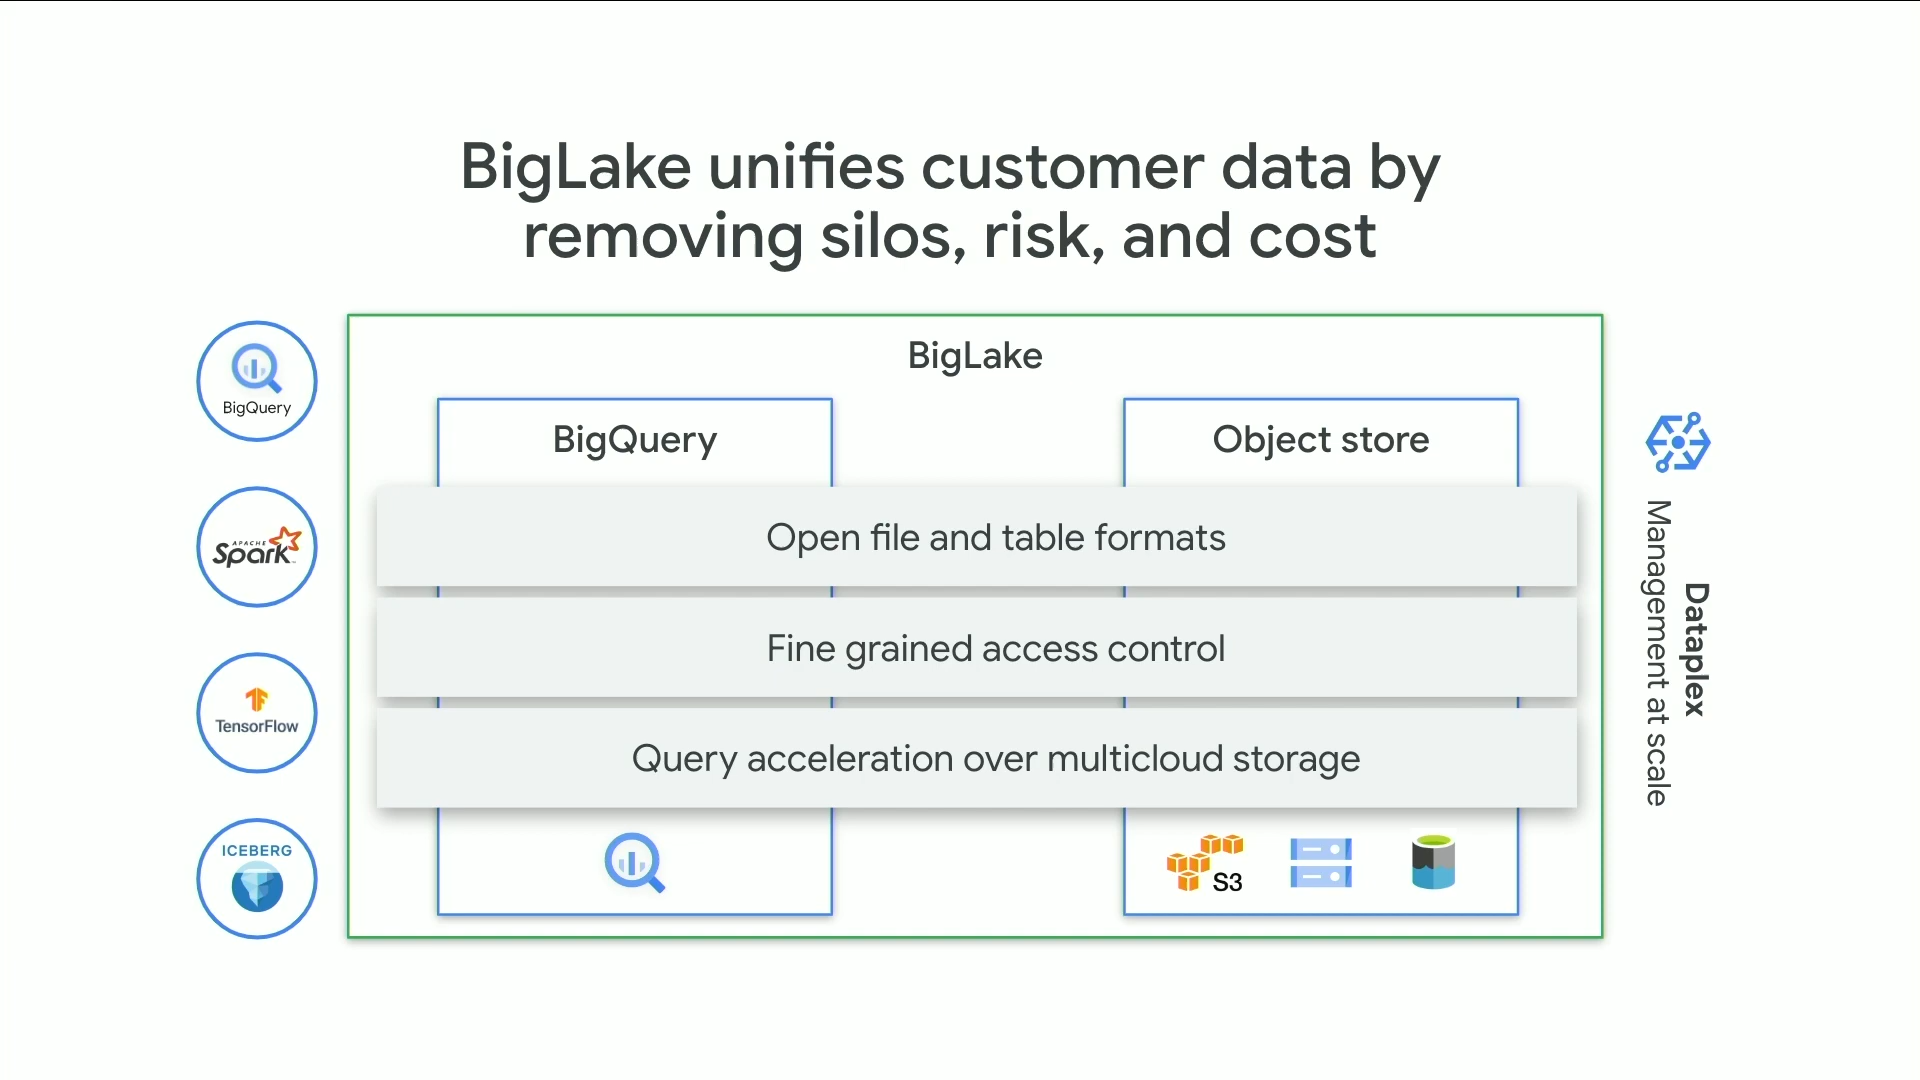 BigLake unifies customer data by
removing silos, risk, and cost
BigQuery
APACHE
Spark
TensorFlow
ICEBERG
BigLake
BigQuery
Object store
Open file and table formats
Fine grained access control
Query acceleration over multicloud storage
S3
Dataplex
Management at scale